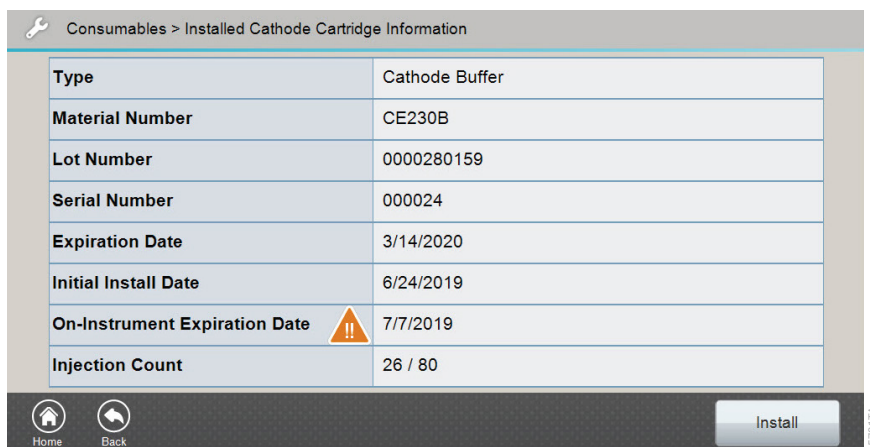 Consumables > Installed Cathode Cartridge Information
Type Cathode Buffer
Material Number CE230B
Lot Number 0000280159
Serial Number 000024
Expiration Date 3/14/2020
Initial Install Date 6/24/2019
On-Instrument Expiration Date !! 7/7/2019
Injection Count 26 / 80
Home Back Install